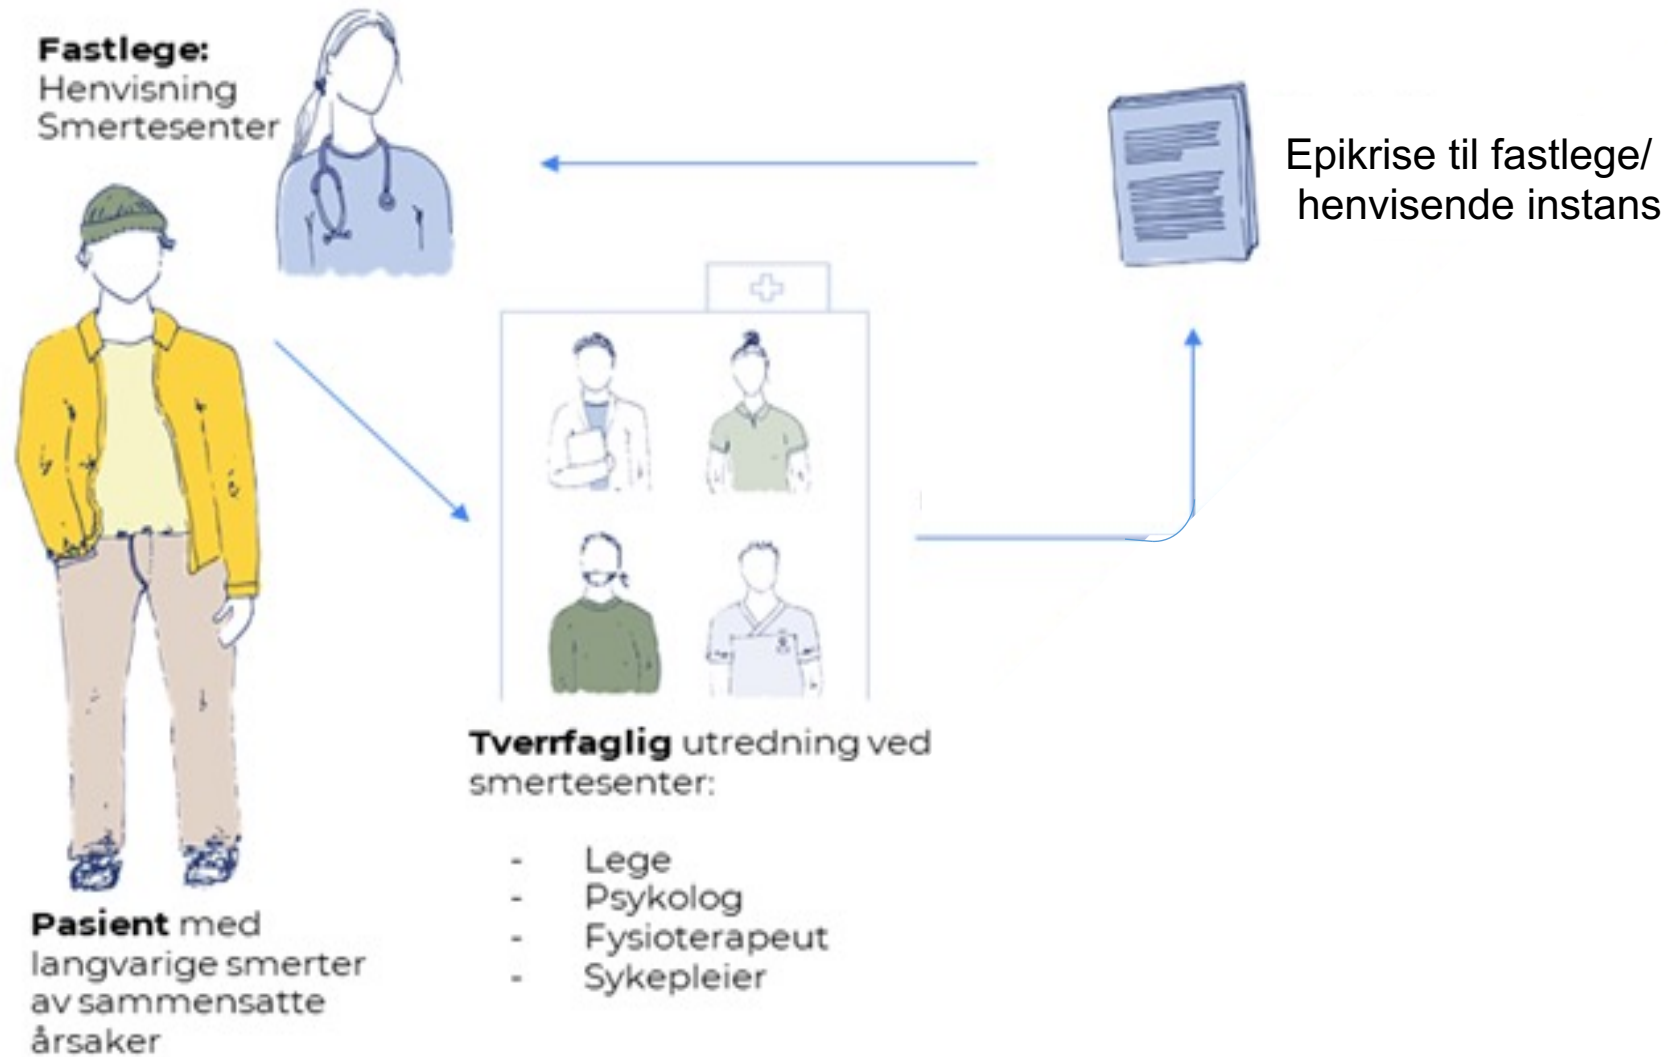 Fastlege:
Henvisning
Smertesenter
Epikrise til fastlege/
henvisende instans
Tverrfaglig utredning ved
smertesenter:
- Lege
- Psykolog
- Fysioterapeut
- Sykepleier
Pasient med
langvarige smerter
av sammensatte
årsaker